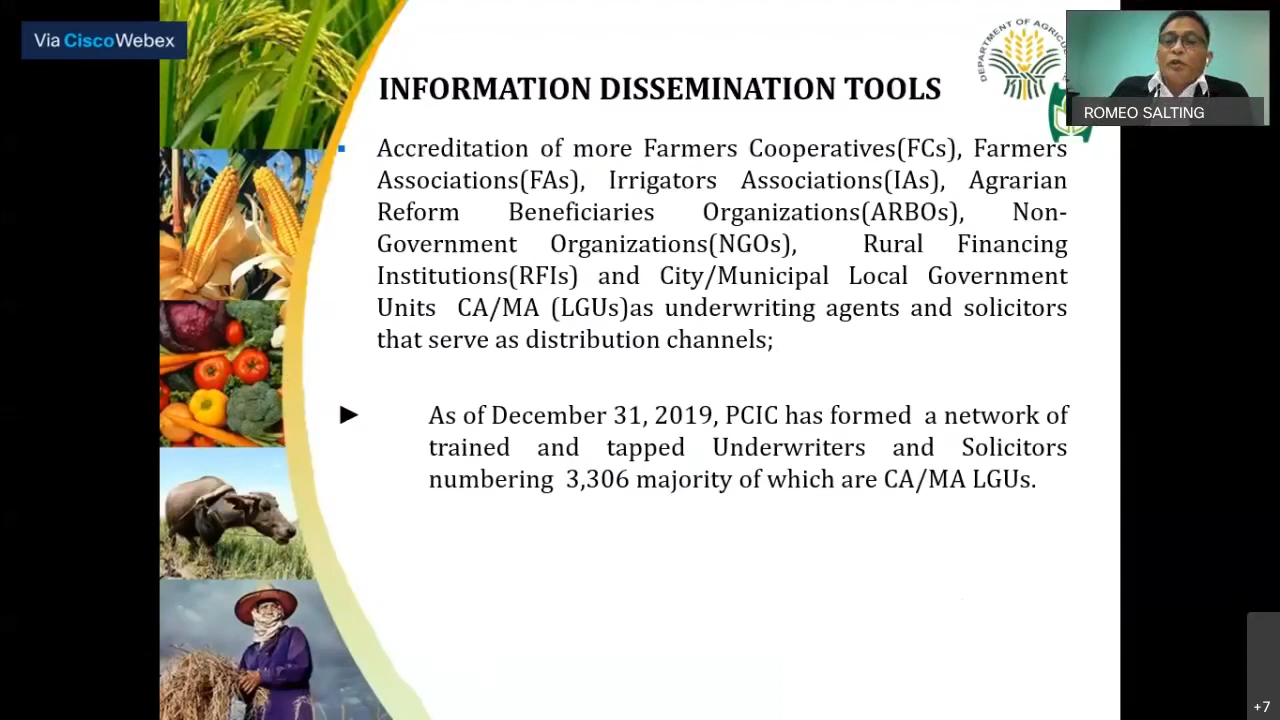 Via CiscoWebex
DEPARTMENT OF AGRICU
ROMEO SALTING
INFORMATION DISSEMINATION TOOLS
Accreditation of more Farmers Cooperatives(FCs), Farmers
Associations(FAs), Irrigators Associations(IAs), Agrarian
Reform Beneficiaries Organizations(ARBOs), Non-
Government Organizations(NGOs), Rural Financing
Institutions(RFIs) and City/Municipal Local Government
Units CA/MA (LGUs)as underwriting agents and solicitors
that serve as distribution channels;
As of December 31, 2019, PCIC has formed a network of
trained and tapped Underwriters and Solicitors
numbering 3,306 majority of which are CA/MA LGUs.
+7